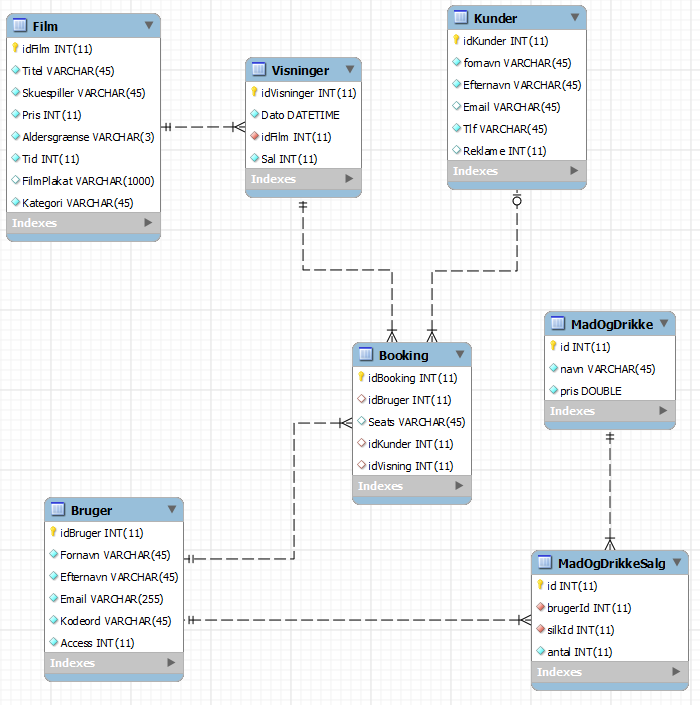 Film
idFilm INT(11)
Titel VARCHAR(45)
Skuespiller VARCHAR(45)
Pris INT(11)
Aldersgrænse VARCHAR(3)
Tid INT(11)
FilmPlakat VARCHAR(1000)
Kategori VARCHAR(45)
Indexes
Visninger
idVisninger INT(11)
Dato DATETIME
idFilm INT(11)
Sal INT(11)
Indexes
Kunder
idKunder INT(11)
fornavn VARCHAR(45)
Efternavn VARCHAR(45)
Email VARCHAR(45)
Tlf VARCHAR(45)
Reklame INT(11)
Indexes
Booking
idBooking INT(11)
idBruger INT(11)
Seats VARCHAR(45)
idKunder INT(11)
idVisning INT(11)
Indexes
MadOgDrikke
id INT(11)
navn VARCHAR(45)
pris DOUBLE
Indexes
Bruger
idBruger INT(11)
Fornavn VARCHAR(45)
Efternavn VARCHAR(45)
Email VARCHAR(255)
Kodeord VARCHAR(45)
Access INT(11)
Indexes
MadOgDrikkeSalg
id INT(11)
brugerId INT(11)
silkId INT(11)
antal INT(11)
Indexes